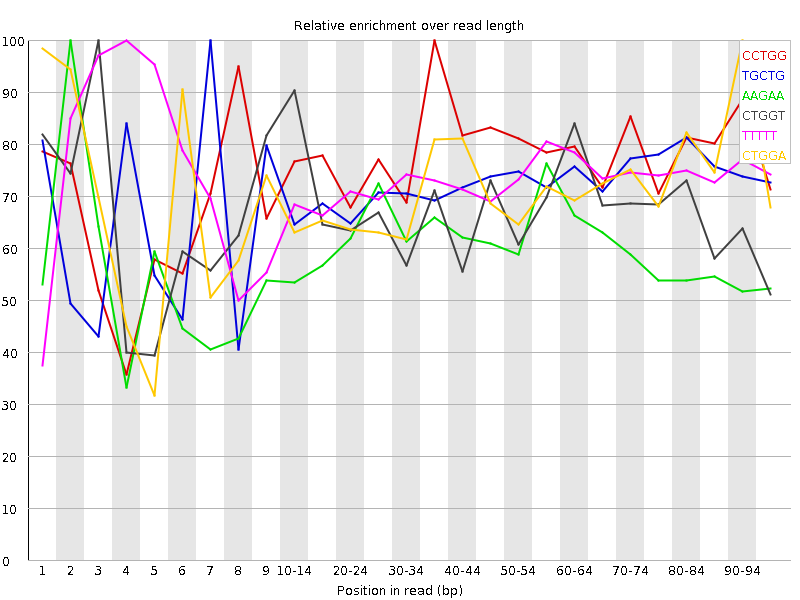 Relative enrichment over read length
100
90
80
70
60
50
40
30
20
10
0
CCTGG
TGCTG
AAGAA
CTGGT
TTTTT
CTGGA
1 2 3 4 5 6 7 8 9 10-14 20-24 30-34 40-44 50-54 60-64 70-74 80-84 90-94
Position in read (bp)